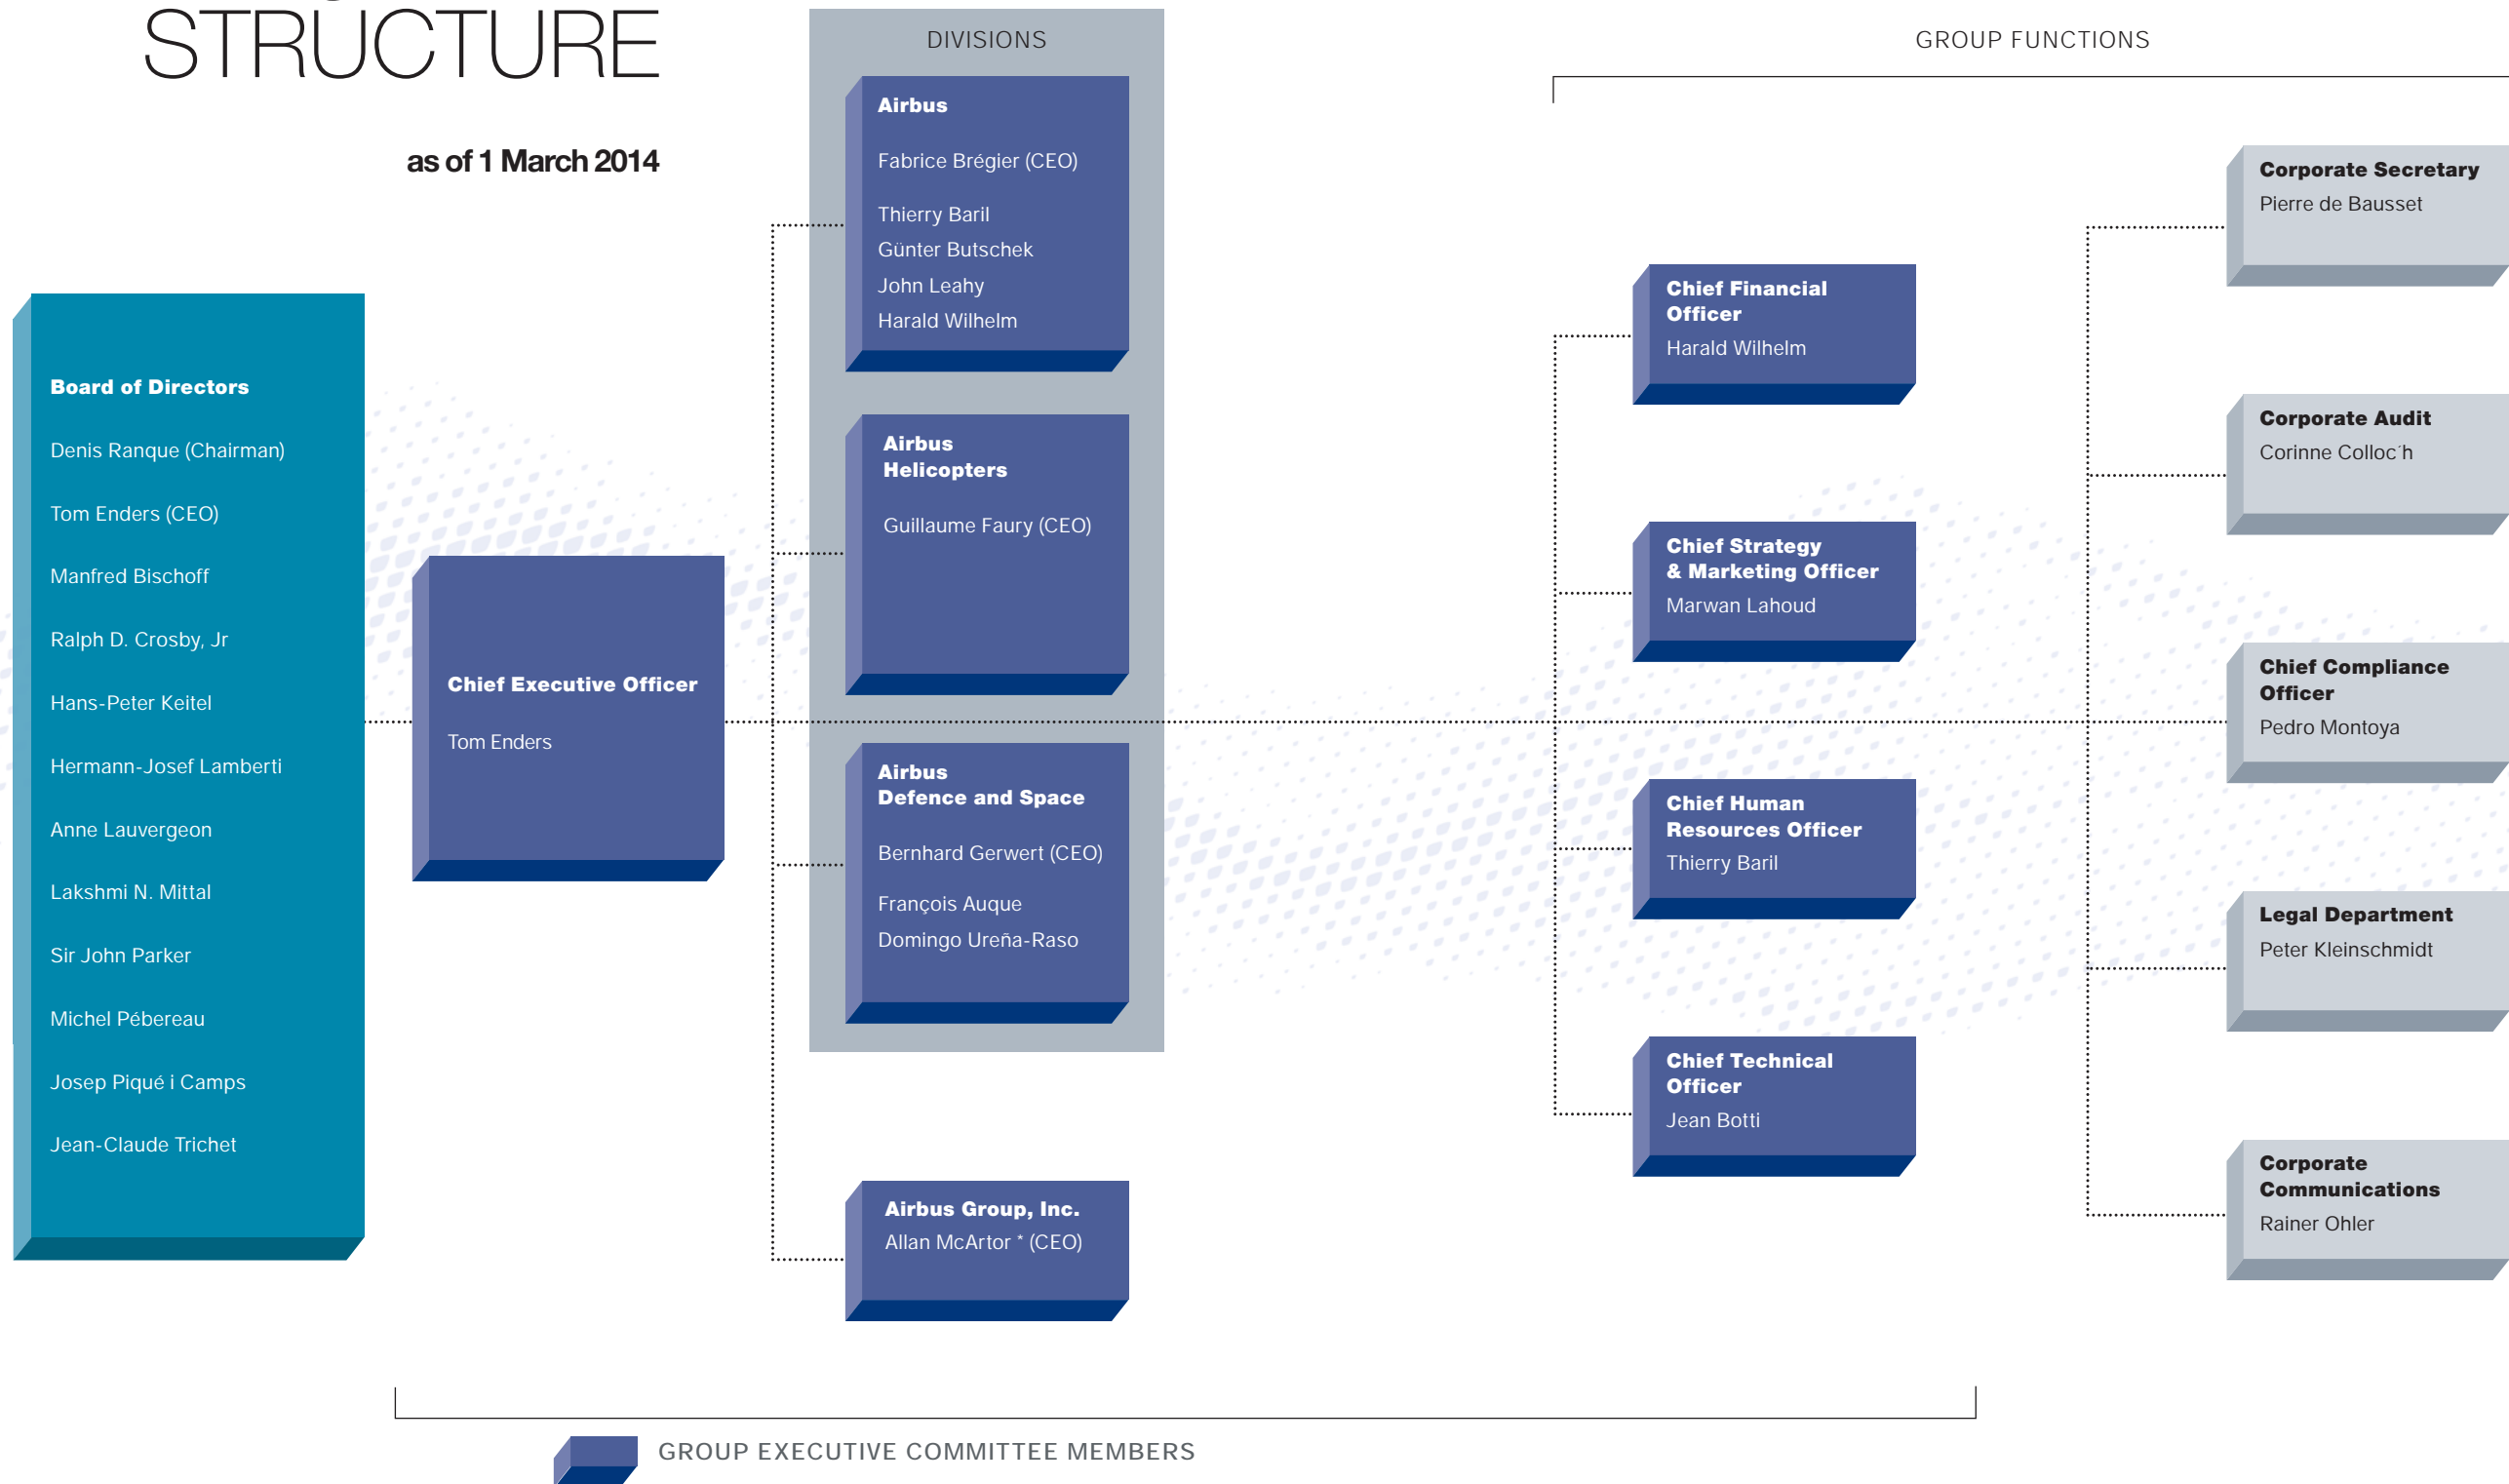 STRUCTURE
as of 1 March 2014
Board of Directors
Denis Ranque (Chairman)
Tom Enders (CEO)
Manfred Bischoff
Ralph D. Crosby, Jr
Hans-Peter Keitel
Hermann-Josef Lamberti
Anne Lauvergeon
Lakshmi N. Mittal
Sir John Parker
Michel Pébereau
Josep Piqué i Camps
Jean-Claude Trichet
Chief Executive Officer
Tom Enders
DIVISIONS
Airbus
Fabrice Brégier (CEO)
Thierry Baril
Günter Butschek
John Leahy
Harald Wilhelm
Airbus
Helicopters
Guillaume Faury (CEO)
Airbus
Defence and Space
Bernhard Gerwert (CEO)
François Auque
Domingo Ureña-Raso
Airbus Group, Inc.
Allan McArtor * (CEO)
GROUP FUNCTIONS
Chief Financial
Officer
Harald Wilhelm
Chief Strategy
& Marketing Officer
Marwan Lahoud
Chief Human
Resources Officer
Thierry Baril
Chief Technical
Officer
Jean Botti
Corporate Secretary
Pierre de Bausset
Corporate Audit
Corinne Colloc´h
Chief Compliance
Officer
Pedro Montoya
Legal Department
Peter Kleinschmidt
Corporate
Communications
Rainer Ohler
GROUP EXECUTIVE COMMITTEE MEMBERS